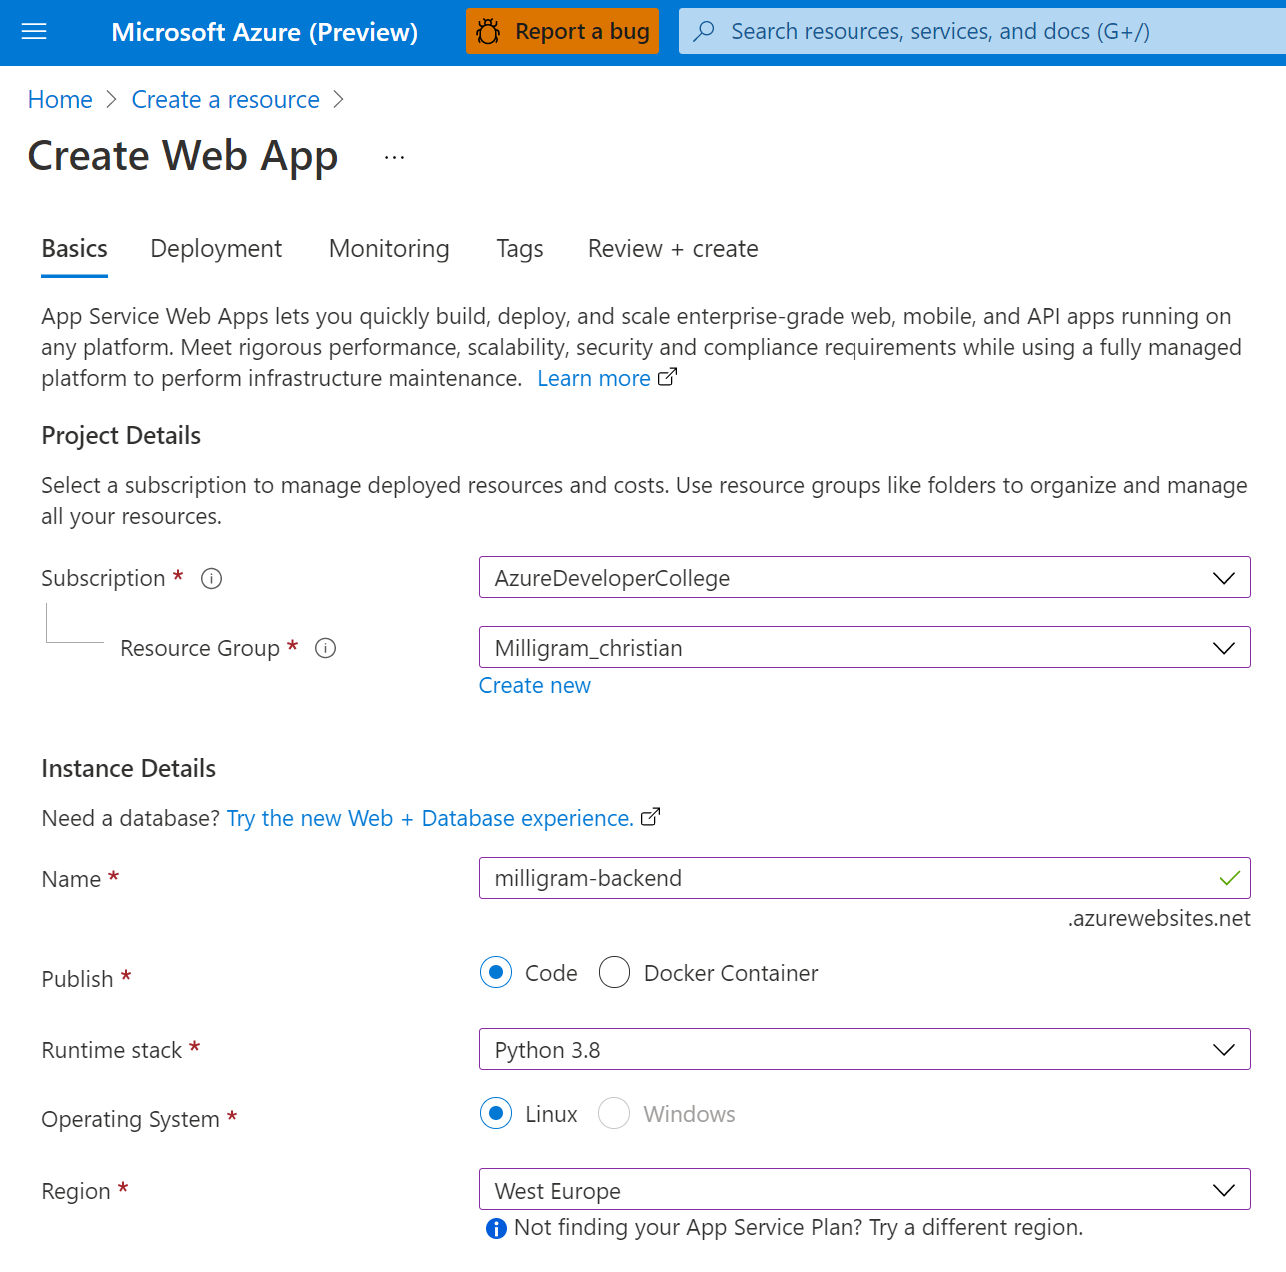 Microsoft Azure (Preview) Report a bug Search resources, services, and docs (G+/)
Home > Create a resource >
Create Web App ...
Basics Deployment Monitoring Tags Review + create
App Service Web Apps lets you quickly build, deploy, and scale enterprise-grade web, mobile, and API apps running on
any platform. Meet rigorous performance, scalability, security and compliance requirements while using a fully managed
platform to perform infrastructure maintenance. Learn more
Project Details
Select a subscription to manage deployed resources and costs. Use resource groups like folders to organize and manage
all your resources.
Subscription * AzureDeveloperCollege
Resource Group * Milligram_christian
Create new
Instance Details
Need a database? Try the new Web + Database experience.
Name * milligram-backend
.azurewebsites.net
Publish * Code Docker Container
Runtime stack * Python 3.8
Operating System * Linux Windows
Region * West Europe
Not finding your App Service Plan? Try a different region.